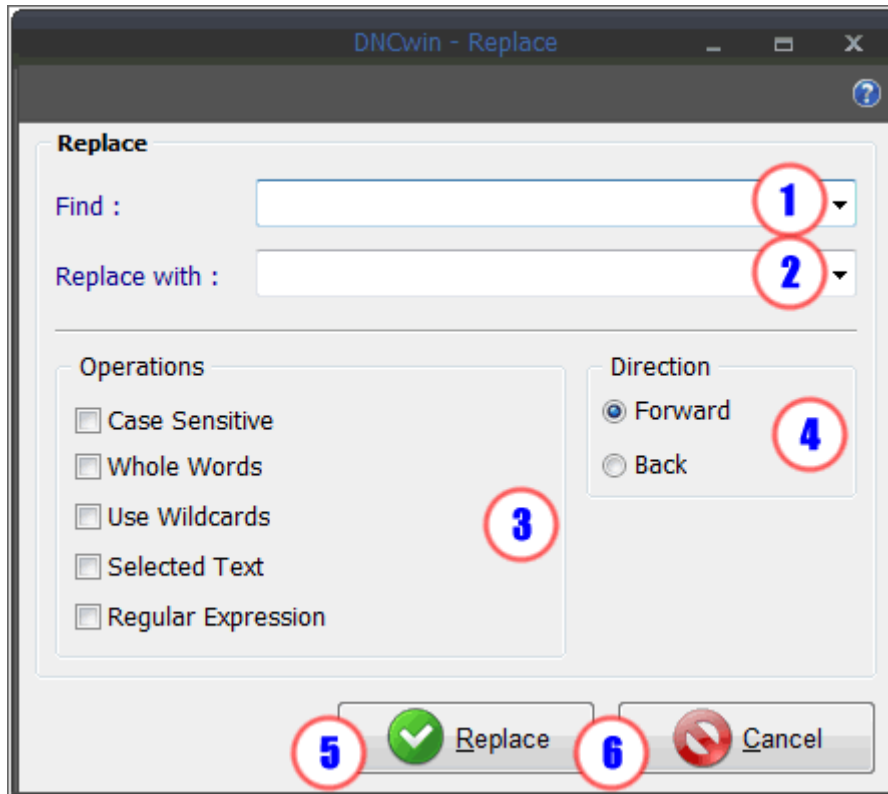 DNCwin - Replace
?
Replace
Find :
1
Replace with :
2
Operations
Direction
Case Sensitive
Forward
4
Whole Words
Back
Use Wildcards
3
Selected Text
Regular Expression
5
Replace
6
Cancel